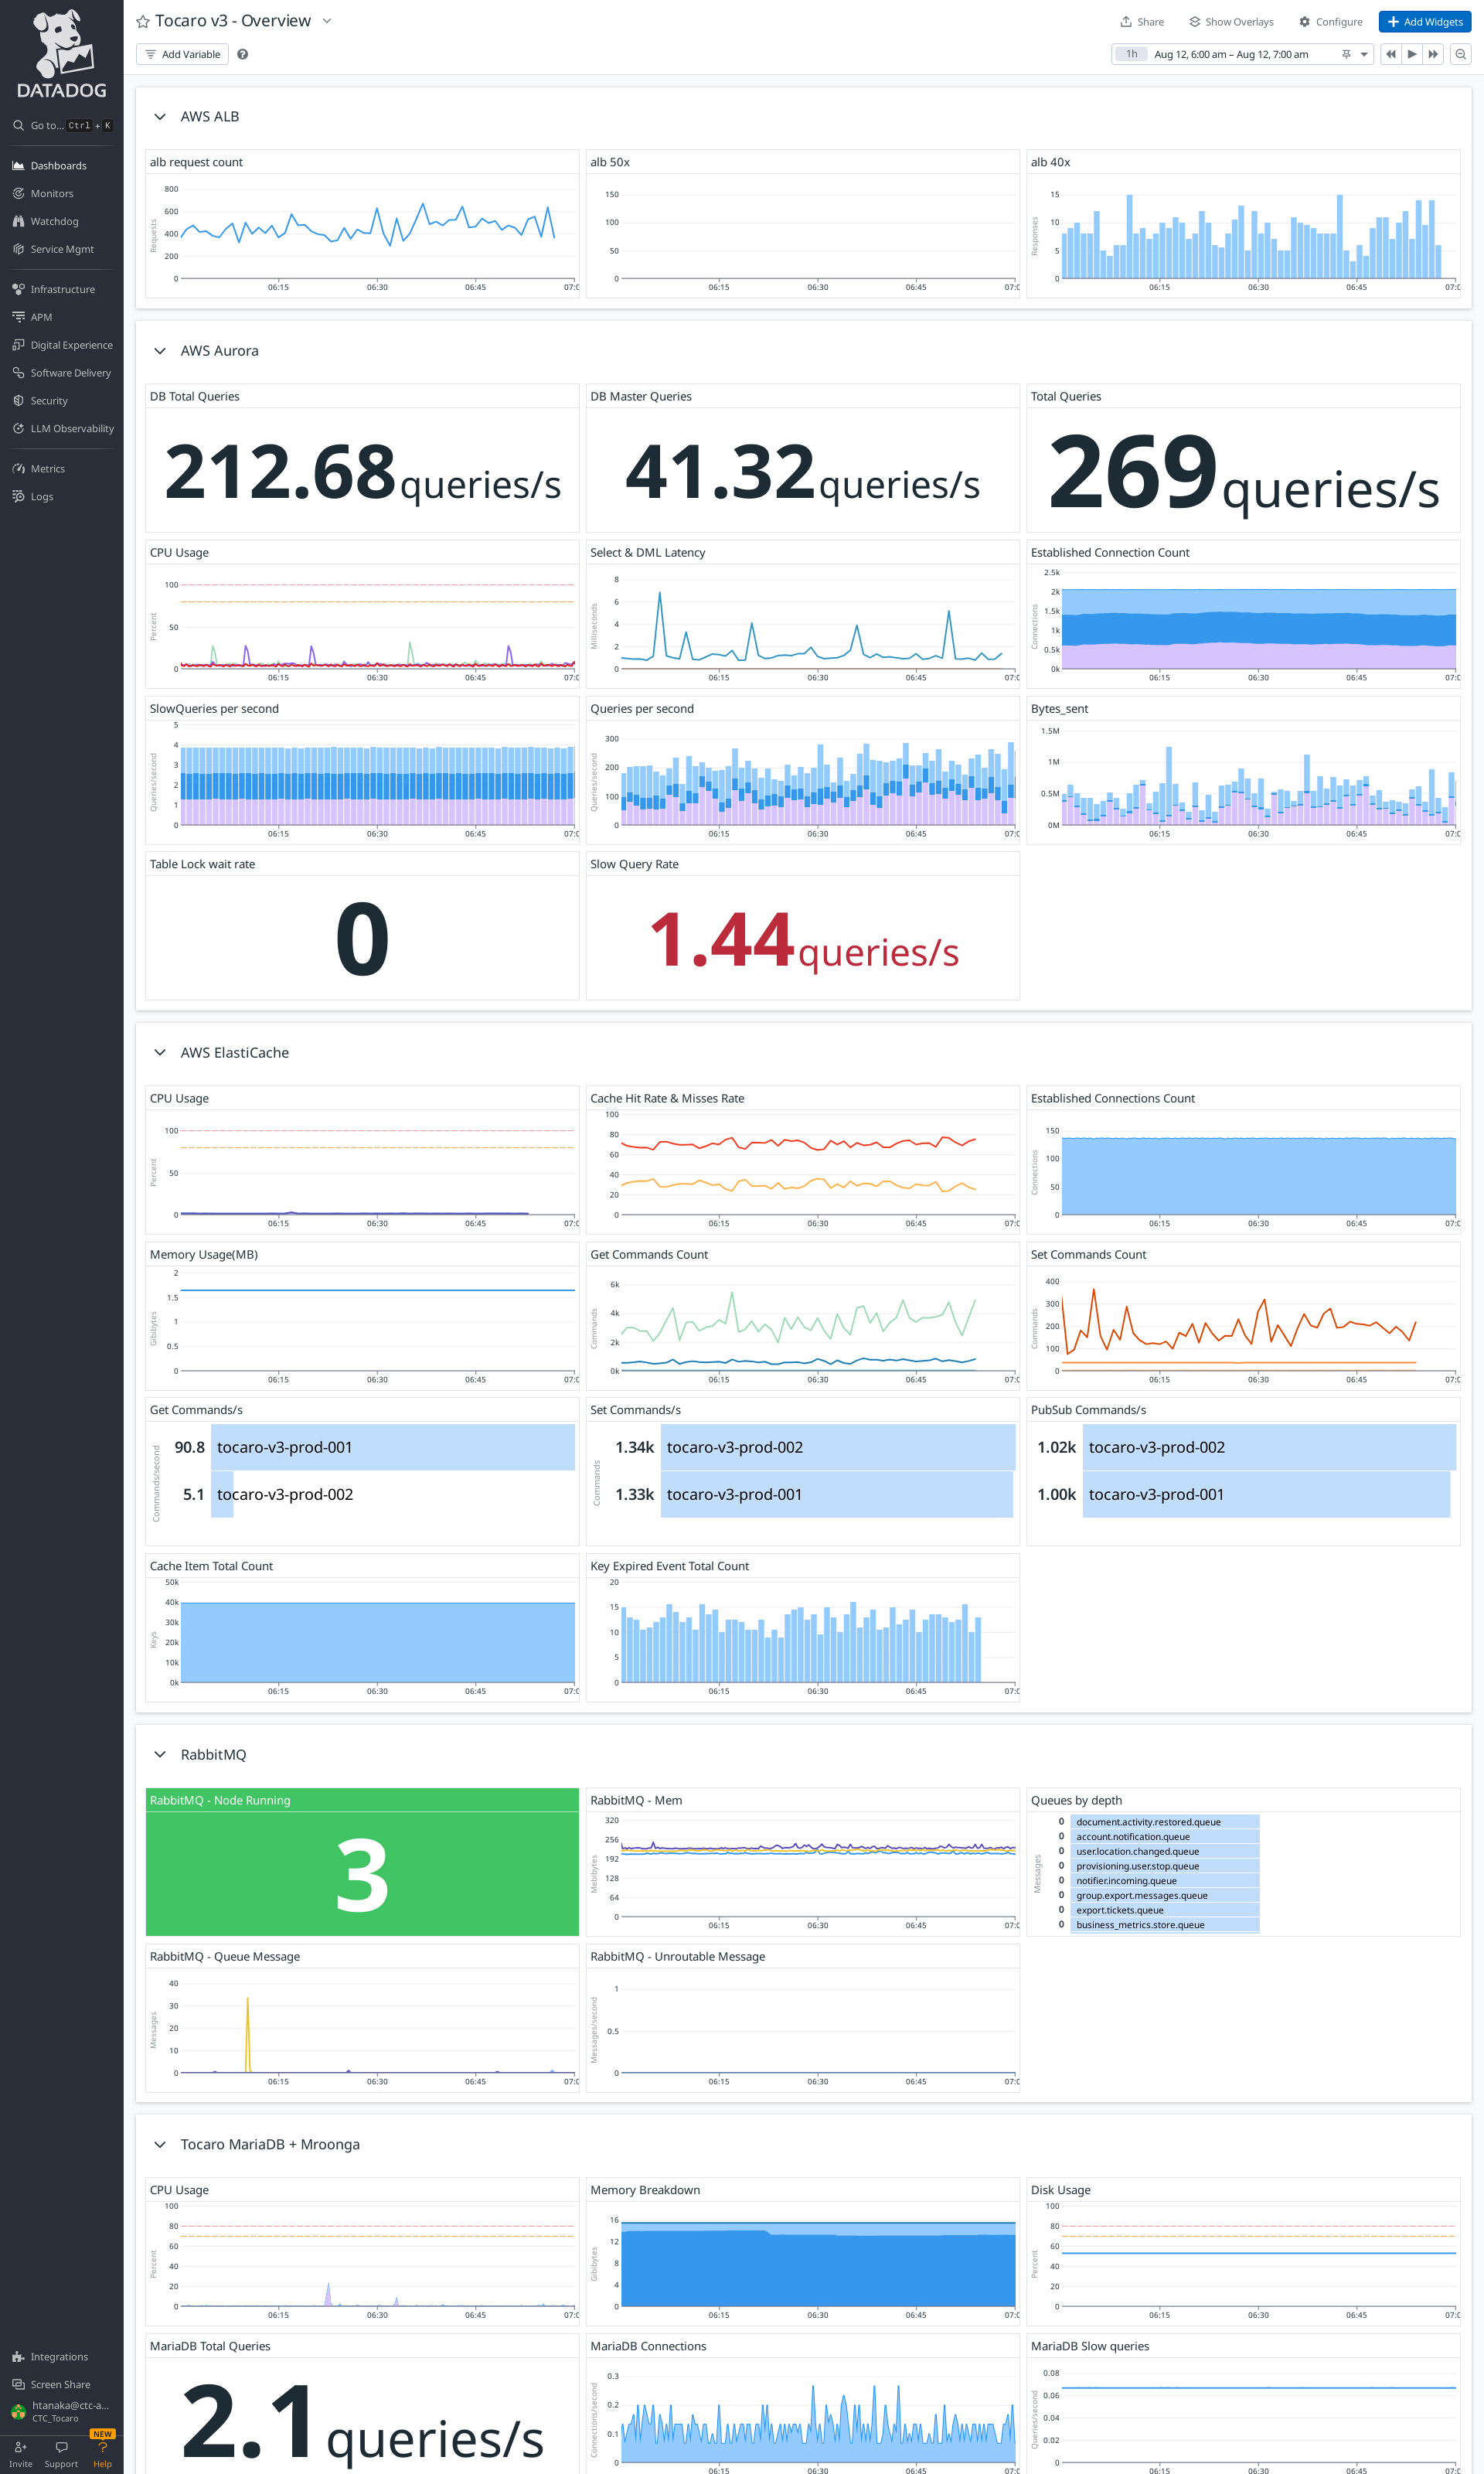 DATADOG
Go to... Ctrl + K
Dashboards
Monitors
Watchdog
Service Mgmt
Infrastructure
APM
Digital Experience
Software Delivery
Security
LLM Observability
Metrics
Logs
Integrations
Screen Share
htanaka@ctc-a...
CTC_Tocaro
NEW
Invite Support Help
Tocaro v3 - Overview
Share Show Overlays Configure Add Widgets
Add Variable
1h Aug 12, 6:00 am – Aug 12, 7:00 am
AWS ALB
alb request count
Requests
800
600
400
200
0
06:15 06:30 06:45 07:0
alb 50x
150
100
50
0
06:15 06:30 06:45 07:0
alb 40x
Responses
15
10
5
0
06:15 06:30 06:45 07:0
AWS Aurora
DB Total Queries
212.68 queries/s
DB Master Queries
41.32 queries/s
Total Queries
269 queries/s
CPU Usage
Percent
100
50
0
06:15 06:30 06:45 07:0
Select & DML Latency
Milliseconds
8
6
4
2
0
06:15 06:30 06:45 07:0
Established Connection Count
Connections
2.5k
2k
1.5k
1k
0.5k
0k
06:15 06:30 06:45 07:0
SlowQueries per second
Queries/second
5
4
3
2
1
0
06:15 06:30 06:45 07:0
Queries per second
Queries/second
300
200
100
0
06:15 06:30 06:45 07:0
Bytes_sent
1.5M
1M
0.5M
0M
06:15 06:30 06:45 07:0
Table Lock wait rate
0
Slow Query Rate
1.44 queries/s
AWS ElastiCache
CPU Usage
Percent
100
50
0
06:15 06:30 06:45 07:0
Cache Hit Rate & Misses Rate
100
80
60
40
20
0
06:15 06:30 06:45 07:0
Established Connections Count
Connections
150
100
50
0
06:15 06:30 06:45 07:0
Memory Usage(MB)
Gibibytes
2
1.5
1
0.5
0
06:15 06:30 06:45 07:0
Get Commands Count
Commands
6k
4k
2k
0k
06:15 06:30 06:45 07:0
Set Commands Count
Commands
400
300
200
100
0
06:15 06:30 06:45 07:0
Get Commands/s
Commands/second
90.8 tocaro-v3-prod-001
5.1 tocaro-v3-prod-002
Set Commands/s
Commands
1.34k tocaro-v3-prod-002
1.33k tocaro-v3-prod-001
PubSub Commands/s
1.02k tocaro-v3-prod-002
1.00k tocaro-v3-prod-001
Cache Item Total Count
Keys
50k
40k
30k
20k
10k
0k
06:15 06:30 06:45 07:0
Key Expired Event Total Count
20
15
10
5
0
06:15 06:30 06:45 07:0
RabbitMQ
RabbitMQ - Node Running
3
RabbitMQ - Mem
Mebibytes
320
256
192
128
64
0
06:15 06:30 06:45 07:0
Queues by depth
Messages
0 document.activity.restored.queue
0 account.notification.queue
0 user.location.changed.queue
0 provisioning.user.stop.queue
0 notifier.incoming.queue
0 group.export.messages.queue
0 export.tickets.queue
0 business_metrics.store.queue
RabbitMQ - Queue Message
Messages
40
30
20
10
0
06:15 06:30 06:45 07:0
RabbitMQ - Unroutable Message
Messages/second
1
0.5
0
06:15 06:30 06:45 07:0
Tocaro MariaDB + Mroonga
CPU Usage
Percent
100
80
60
40
20
0
06:15 06:30 06:45 07:0
Memory Breakdown
Gibibytes
16
12
8
4
0
06:15 06:30 06:45 07:0
Disk Usage
Percent
100
80
60
40
20
0
06:15 06:30 06:45 07:0
MariaDB Total Queries
2.1 queries/s
MariaDB Connections
Connections/second
0.3
0.2
0.1
0
06:15 06:30 06:45 07:0
MariaDB Slow queries
Queries/second
0.08
0.06
0.04
0.02
0
06:15 06:30 06:45 07:0